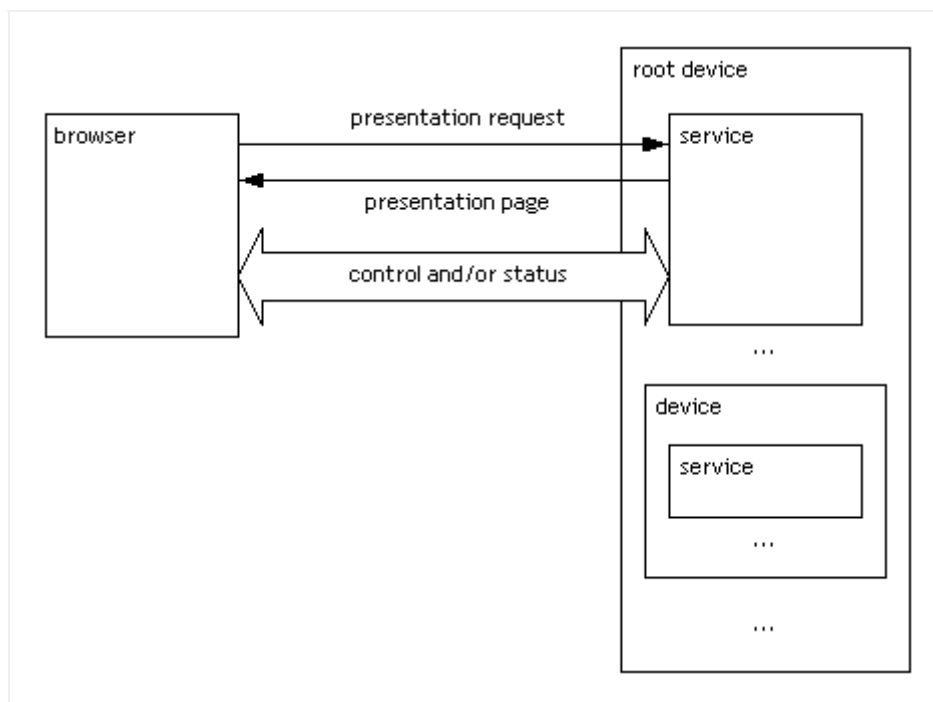 root device
browser
presentation request
service
presentation page
control and/or status
...
device
service
...
...